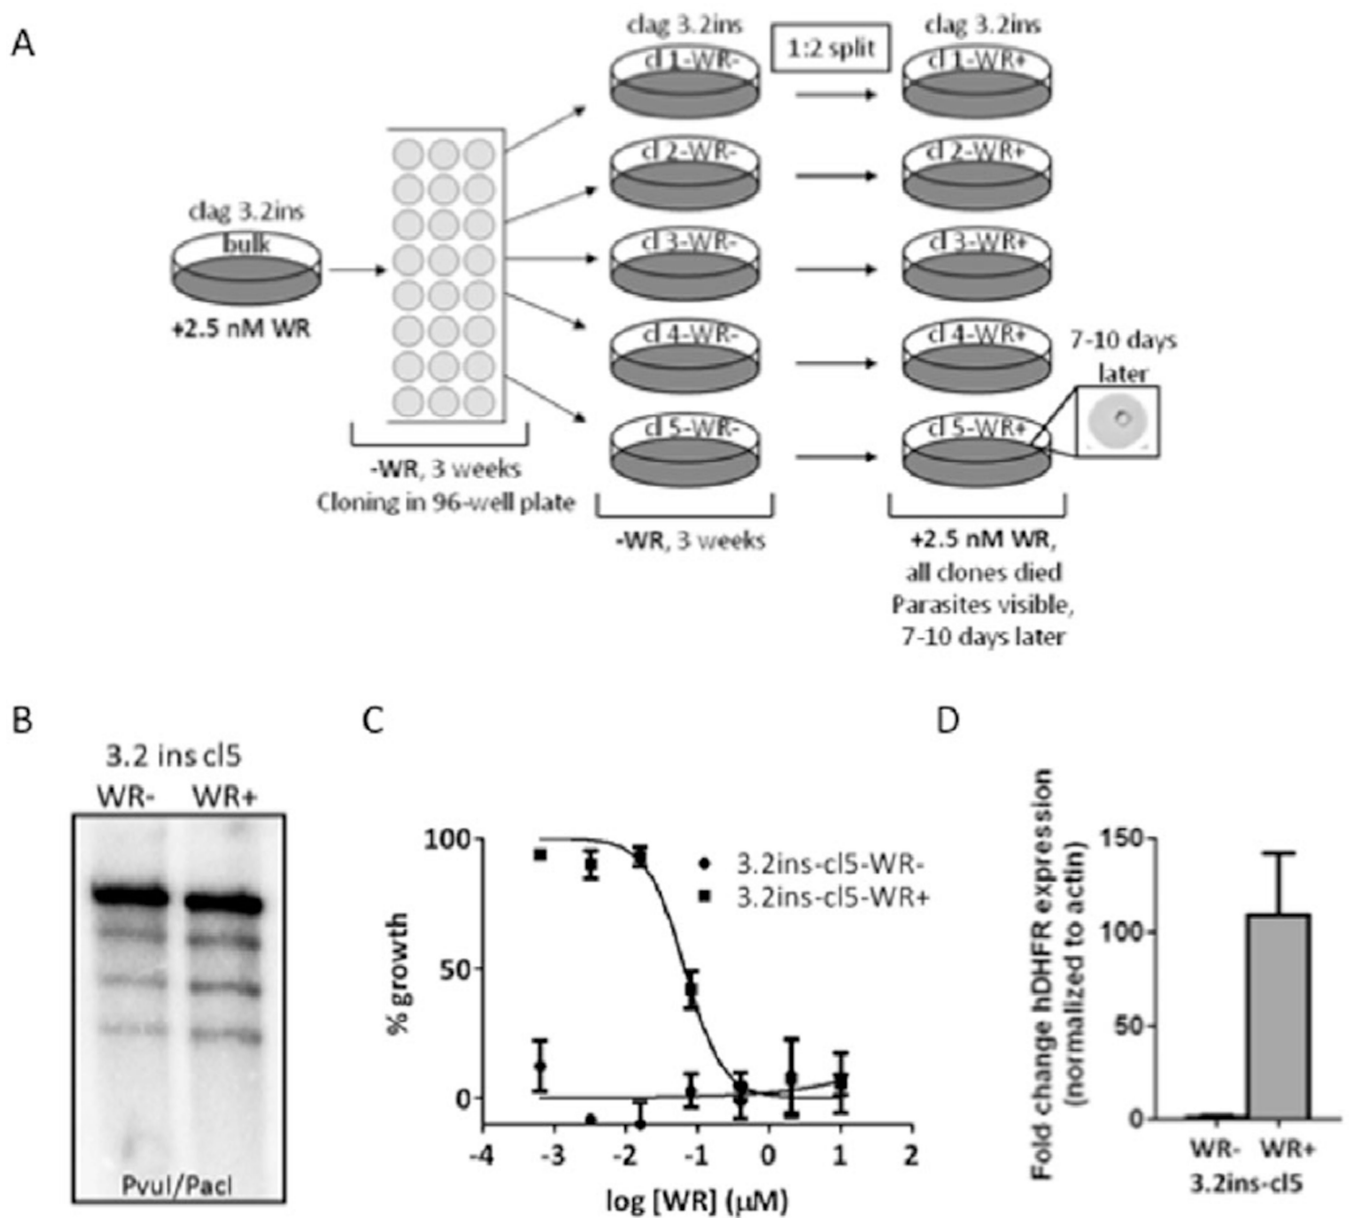 A
clag 3.2ins
bulk
+2.5 nM WR
-WR, 3 weeks
Cloning in 96-well plate
clag 3.2ins
cl 1-WR-
cl 2-WR-
cl 3-WR-
cl 4-WR-
cl 5-WR-
-WR, 3 weeks
1:2 split
clag 3.2ins
cl 1-WR+
cl 2-WR+
cl 3-WR+
cl 4-WR+
cl 5-WR+
7-10 days
later
+2.5 nM WR,
all clones died
Parasites visible,
7-10 days later
B
3.2 ins cl5
WR- WR+
PvuI/PacI
C
100
50
0
% growth
3.2ins-cl5-WR-
3.2ins-cl5-WR+
-4 -3 -2 -1 0 1 2
log [WR] (µM)
D
Fold change hDHFR expression
(normalized to actin)
150
100
50
0
WR- WR+
3.2ins-cl5